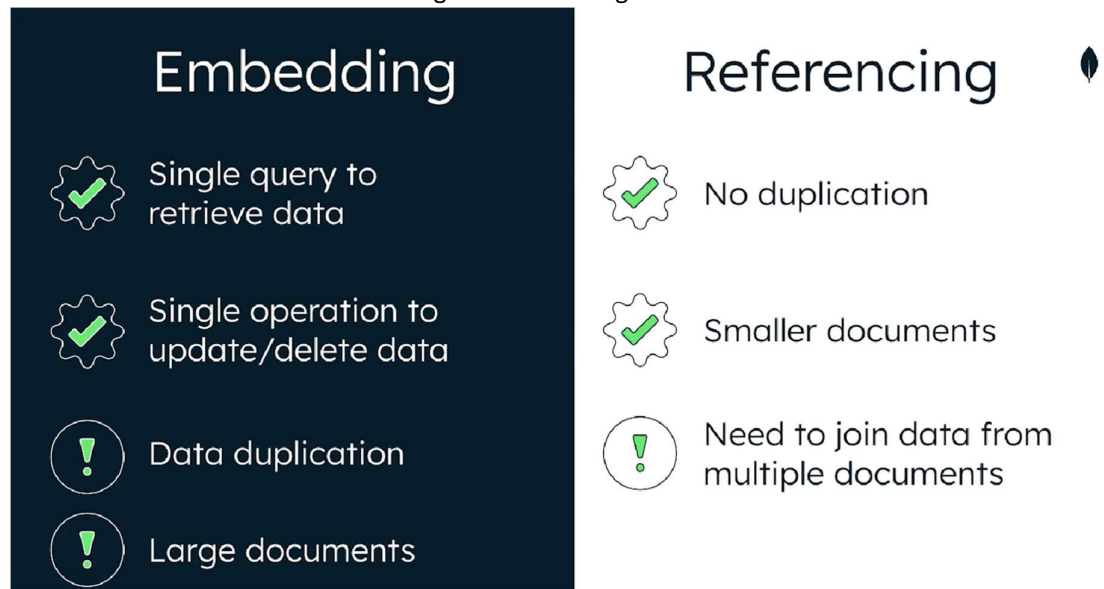 Embedding
Single query to
retrieve data
Single operation to
update/delete data
Data duplication
Large documents
Referencing
No duplication
Smaller documents
Need to join data from
multiple documents